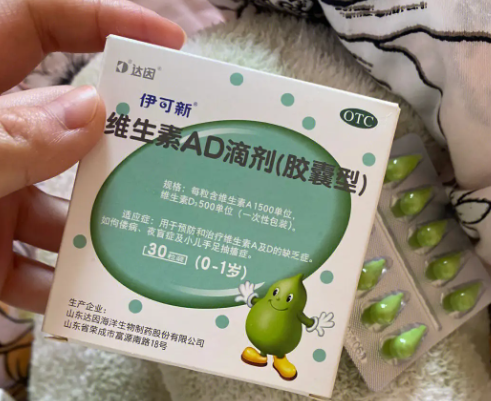 达因®
伊可新®
OTC
维生素AD滴剂(胶囊型)
规格：每粒含维生素A1500单位，
维生素D₃500单位（一次性包装）。
适应症：用于预防和治疗维生素A及D的缺乏症。
如佝偻病，夜盲症及小儿手足抽搐症。
30粒装 (0-1岁)
生产企业：
山东达因海洋生物制药股份有限公司
山东省荣成市富源南路18号